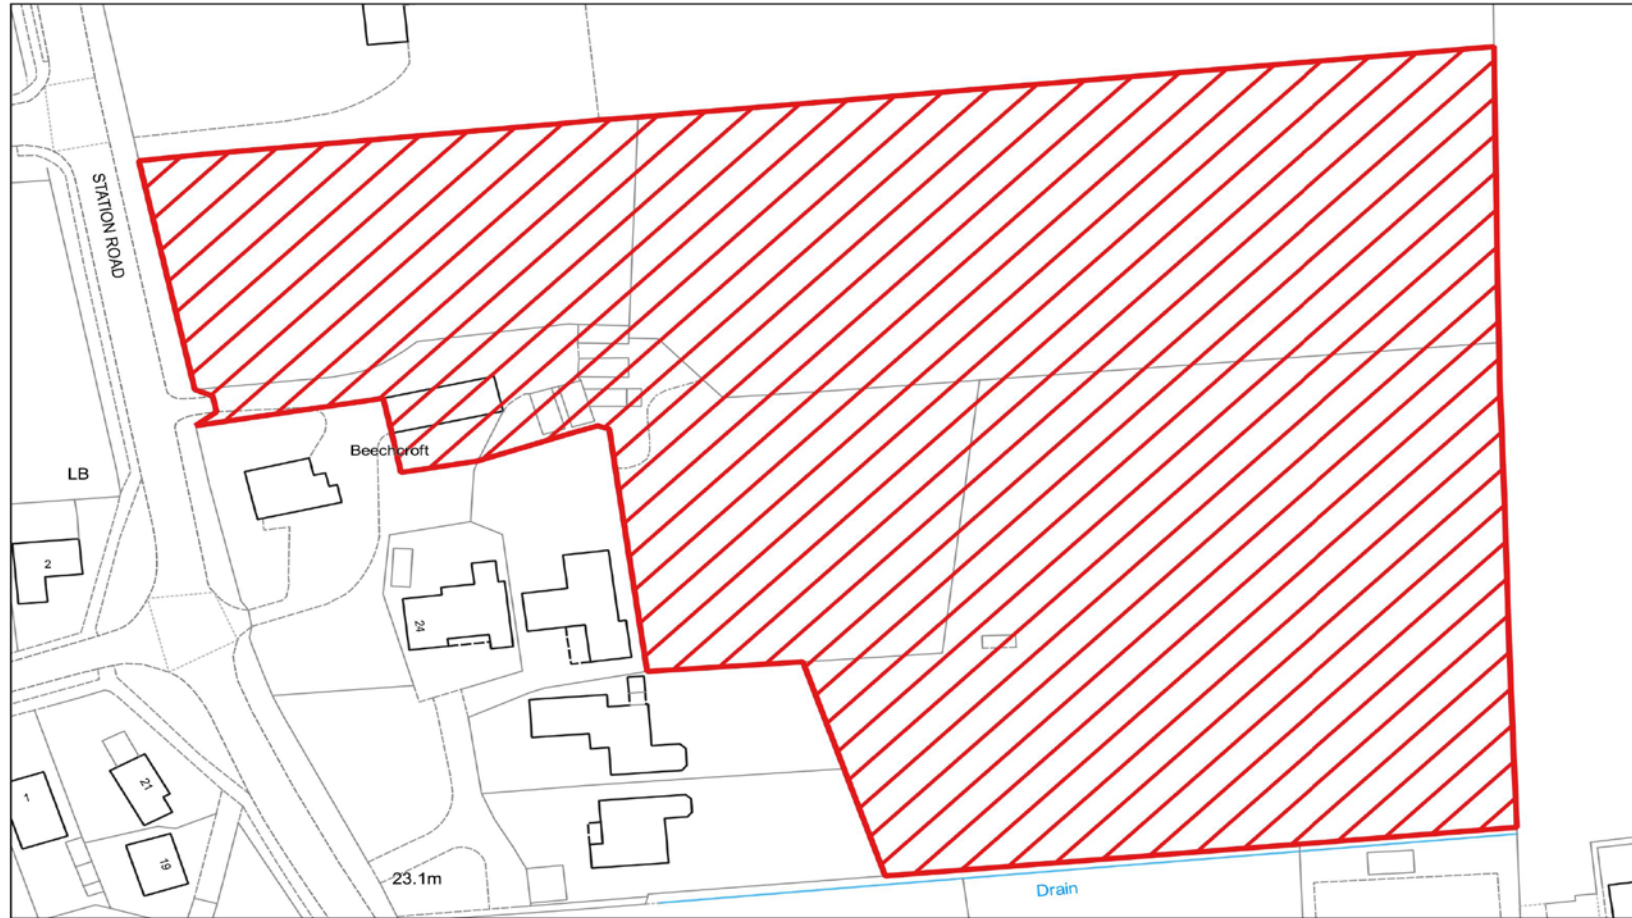 STATION ROAD
Beechcroft
LB
2
24
21
1
19
23.1m
Drain